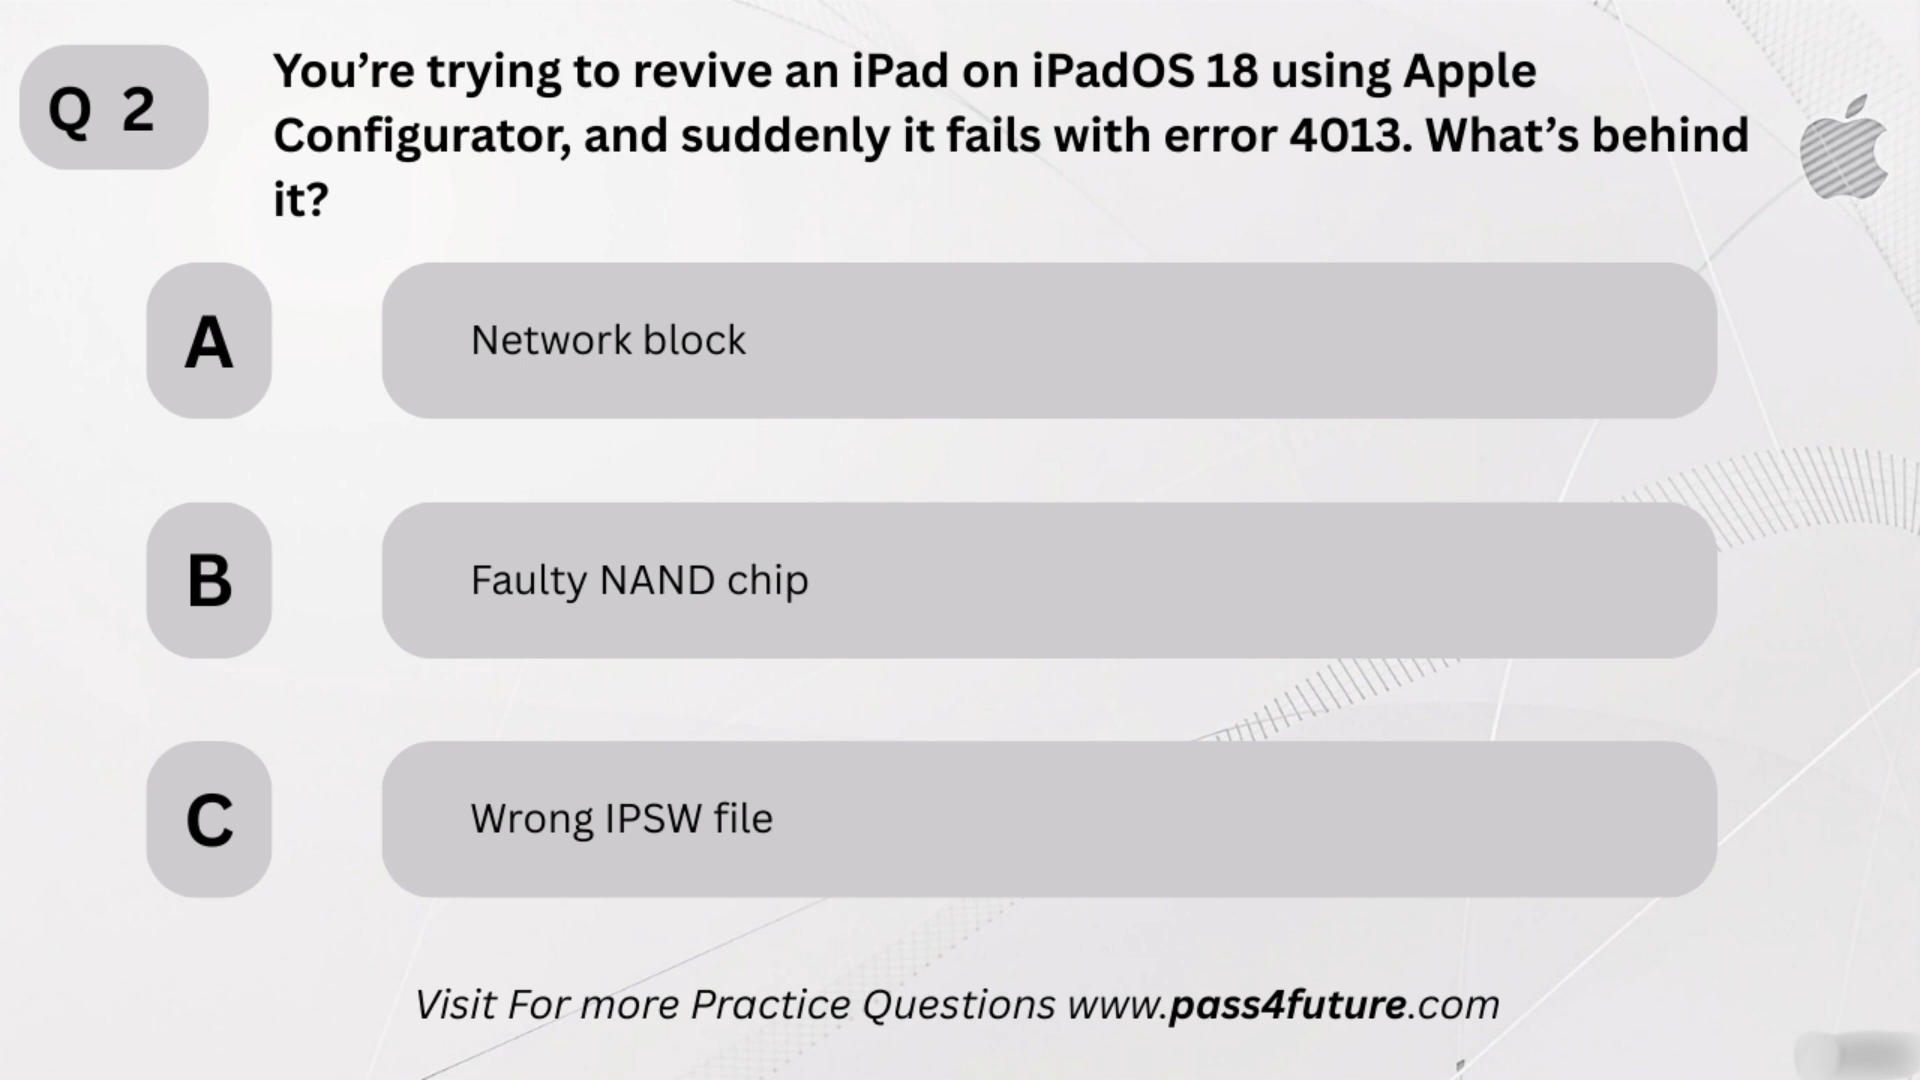 Q 2
You’re trying to revive an iPad on iPadOS 18 using Apple
Configurator, and suddenly it fails with error 4013. What’s behind
it?
A
Network block
B
Faulty NAND chip
C
Wrong IPSW file
Visit For more Practice Questions www.pass4future.com